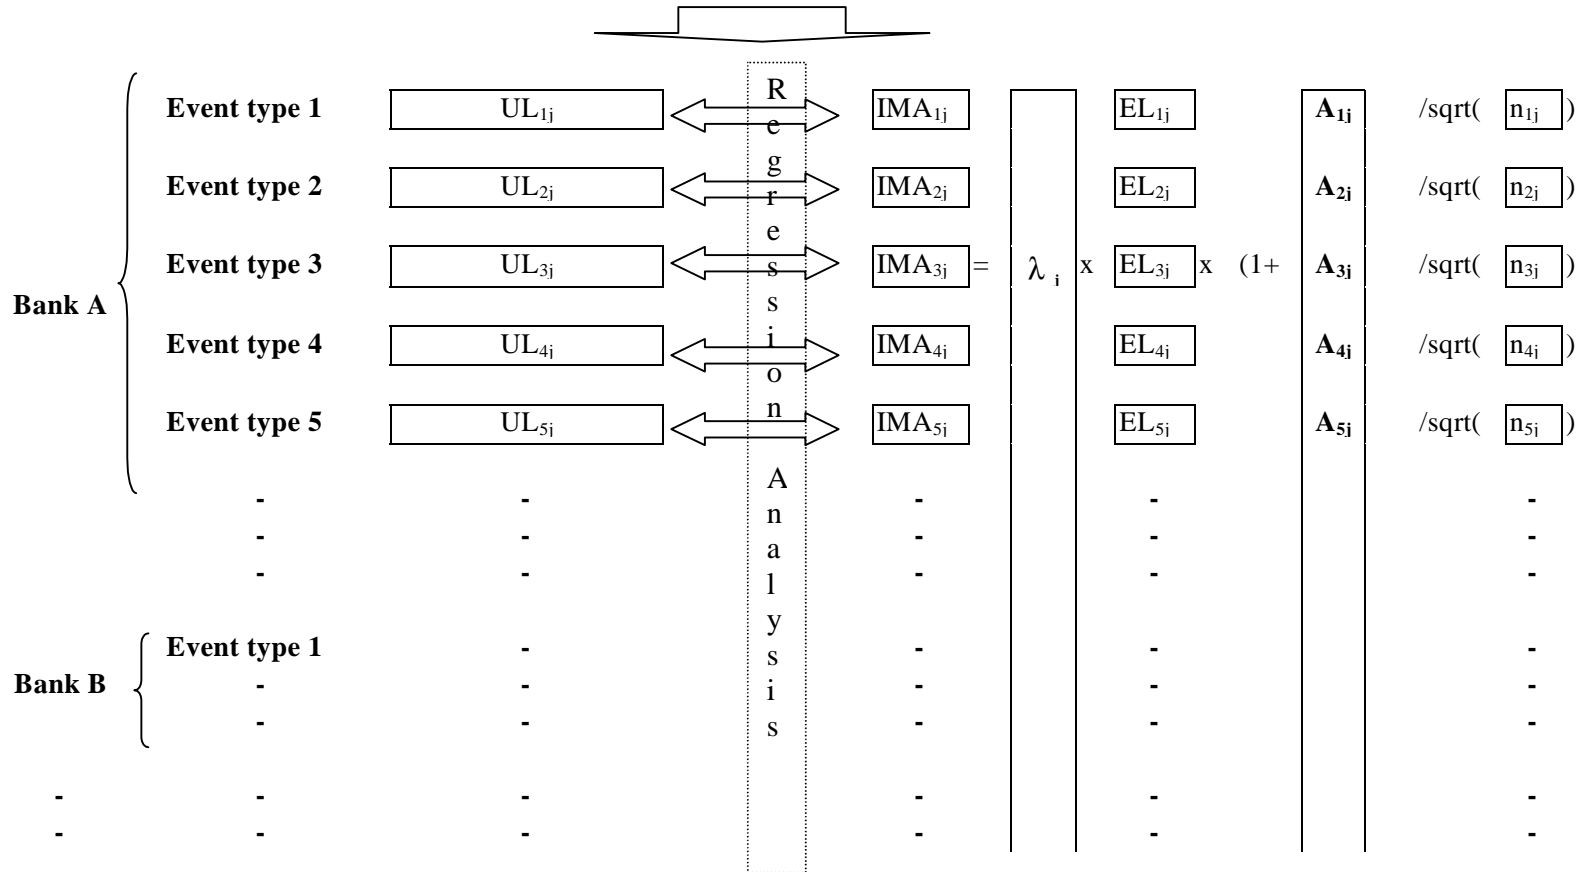 Regression Analysis
Event type 1 UL1j IMA1j EL1j A1j /sqrt( n1j )
Event type 2 UL2j IMA2j EL2j A2j /sqrt( n2j )
Event type 3 UL3j IMA3j = λ j x EL3j x (1+ A3j /sqrt( n3j )
Bank A
Event type 4 UL4j IMA4j EL4j A4j /sqrt( n4j )
Event type 5 UL5j IMA5j EL5j A5j /sqrt( n5j )
- - - - -
- - - - -
- - - - -
Event type 1 - - - -
Bank B - - - - -
- - - - -
- - - - - -
- - - - - -